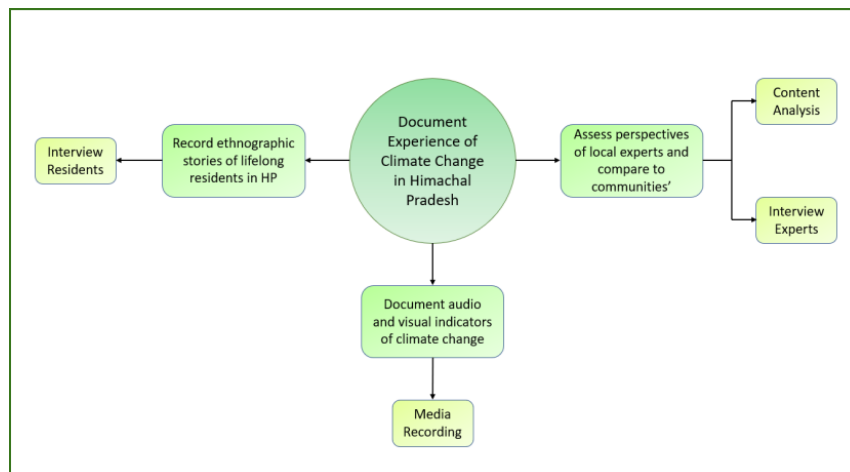 Document
Experience of
Climate Change
in Himachal
Pradesh
Record ethnographic
stories of lifelong
residents in HP
Interview
Residents
Assess perspectives
of local experts and
compare to
communities’
Content
Analysis
Interview
Experts
Document audio
and visual indicators
of climate change
Media
Recording